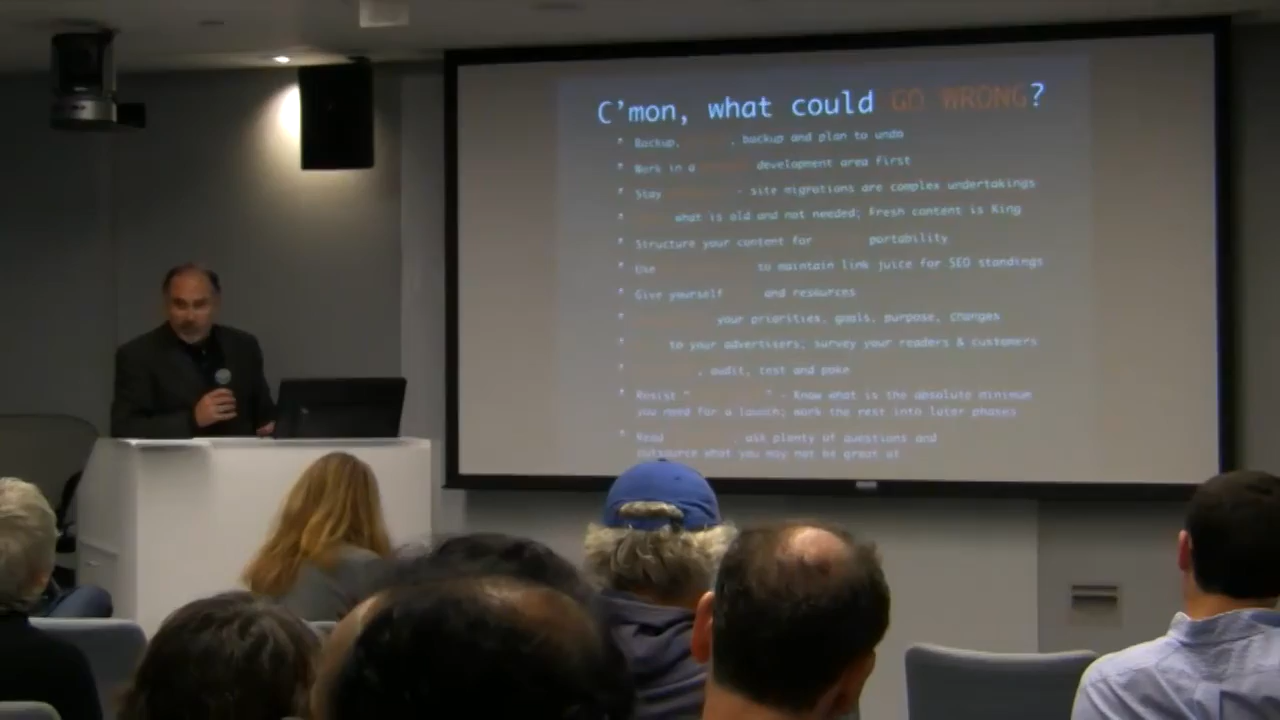 C'mon, what could GO WRONG?
* Backup, , backup and plan to undo
* Work in a development area first
* Stay - site migrations are complex undertakings
* what is old and not needed; Fresh content is King
* Structure your content for portability
* Use to maintain link juice for SEO standings
* Give yourself and resources
* your priorities, goals, purpose, changes
* to your advertisers; survey your readers & customers
* , audit, test and poke
* Resist " " - Know what is the absolute minimum
you need for a launch; work the rest into later phases
* Read , ask plenty of questions and
outsource what you may not be great at